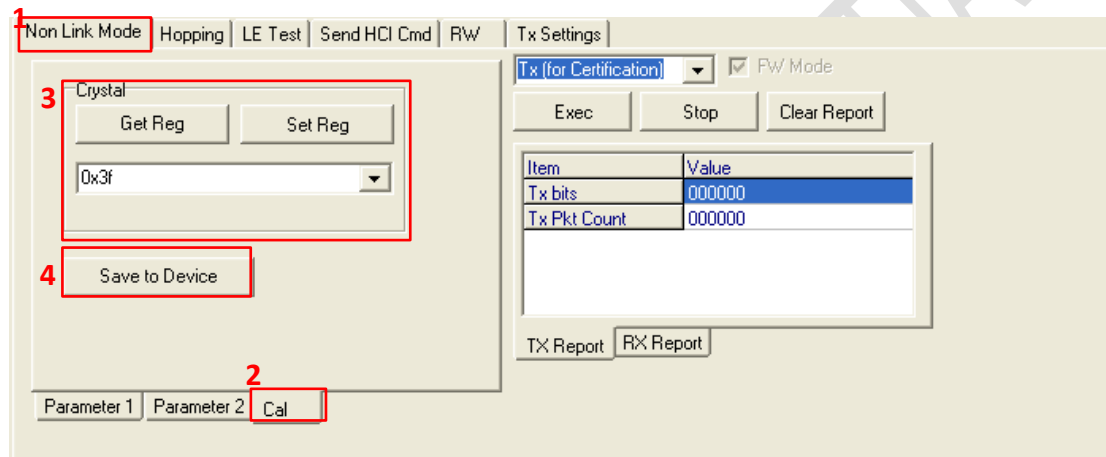 1
Non Link Mode Hopping LE Test Send HCI Cmd RW Tx Settings
Tx (for Certification) FW Mode
3 Crystal
Get Reg Set Reg
Exec Stop Clear Report
0x3f
Item Value
Tx bits 000000
Tx Pkt Count 000000
4 Save to Device
TX Report RX Report
2
Parameter 1 Parameter 2 Cal